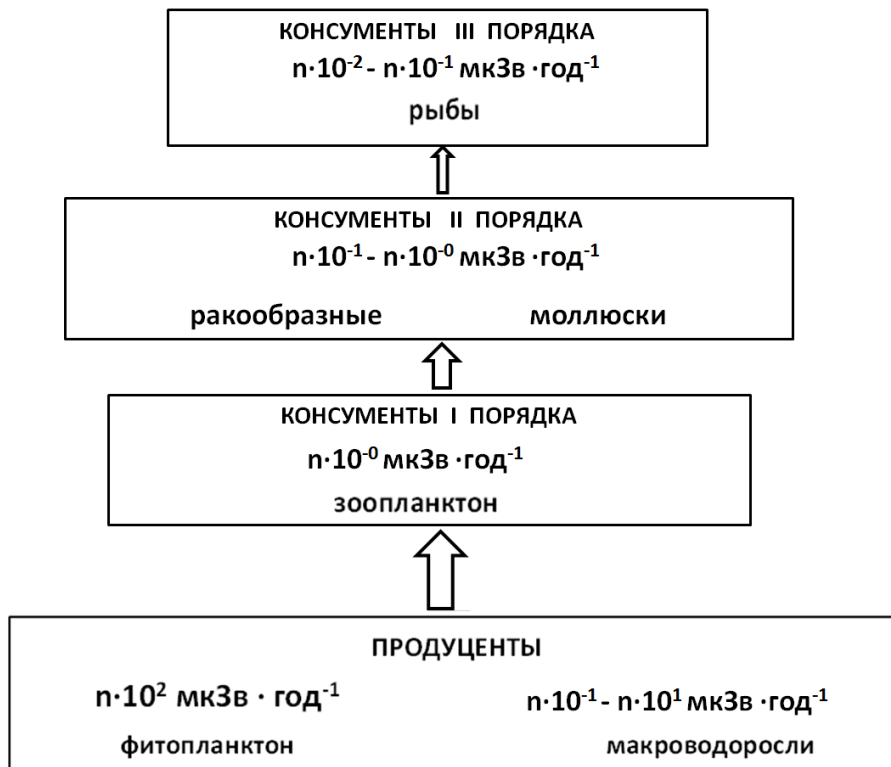 КОНСУМЕНТЫ III ПОРЯДКА
n·10⁻² - n·10⁻¹ мкЗв ·год⁻¹
рыбы
КОНСУМЕНТЫ II ПОРЯДКА
n·10⁻¹ - n·10⁻⁰ мкЗв ·год⁻¹
ракообразные моллюски
КОНСУМЕНТЫ I ПОРЯДКА
n·10⁻⁰ мкЗв ·год⁻¹
зоопланктон
ПРОДУЦЕНТЫ
n·10² мкЗв · год⁻¹ n·10⁻¹ - n·10¹ мкЗв ·год⁻¹
фитопланктон макроводоросли